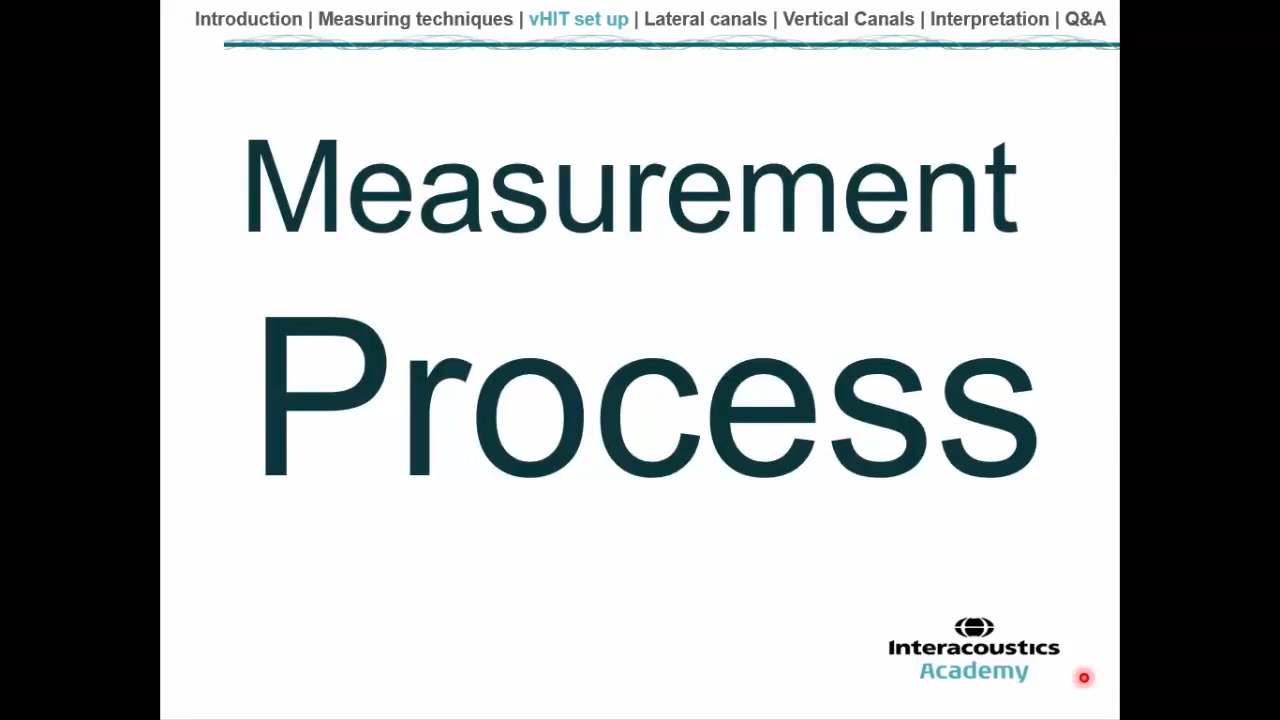 Introduction | Measuring techniques | vHIT set up | Lateral canals | Vertical Canals | Interpretation | Q&A
Measurement
Process
Interacoustics
Academy